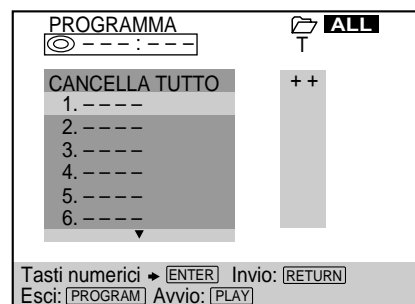 PROGRAMMA ALL
– – – : – – – T
CANCELLA TUTTO + +
1. – – – –
2. – – – –
3. – – – –
4. – – – –
5. – – – –
6. – – – –
Tasti numerici ENTER Invio: RETURN
Esci: PROGRAM Avvio: PLAY